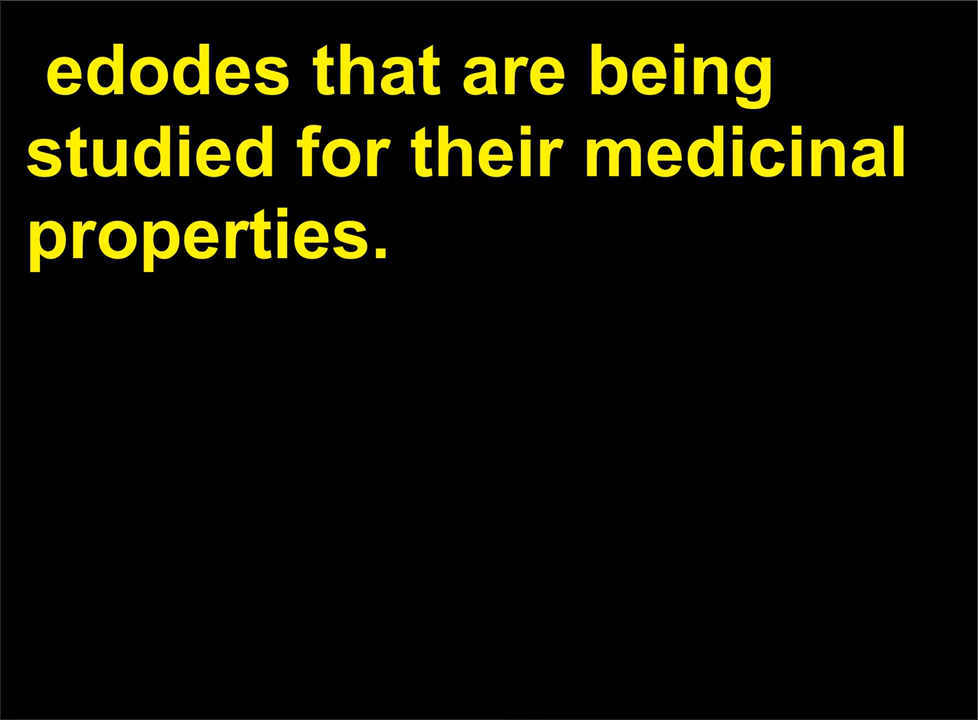 edodes that are being
studied for their medicinal
properties.